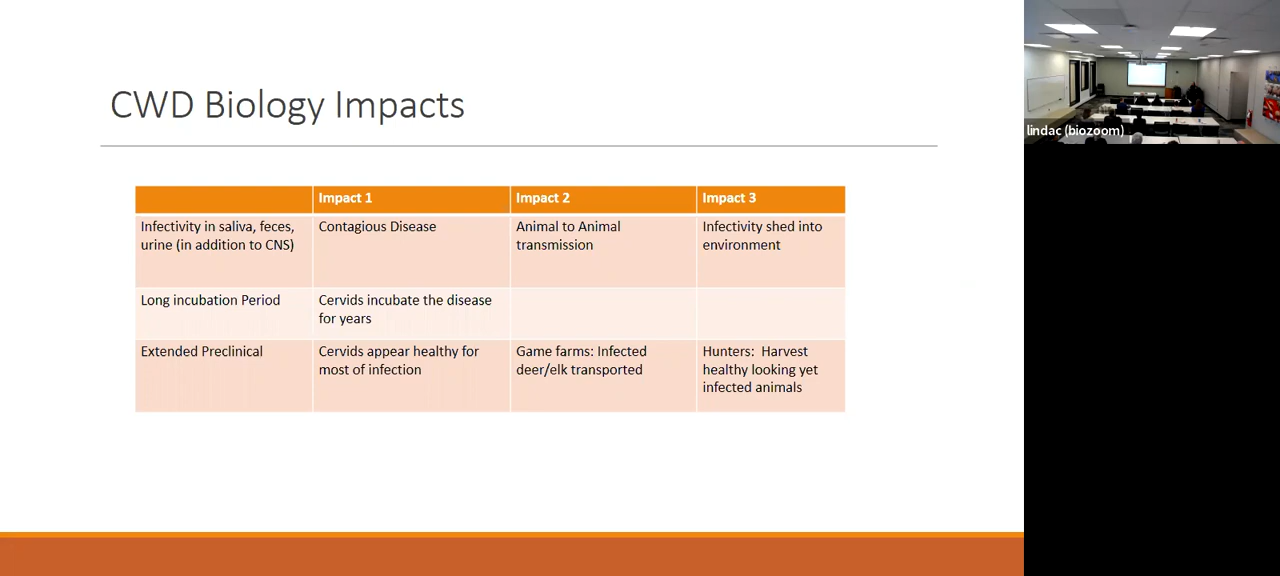 CWD Biology Impacts
Impact 1
Impact 2
Impact 3
Infectivity in saliva, feces,
urine (in addition to CNS)
Contagious Disease
Animal to Animal
transmission
Infectivity shed into
environment
Long incubation Period
Cervids incubate the disease
for years
Extended Preclinical
Cervids appear healthy for
most of infection
Game farms: Infected
deer/elk transported
Hunters:  Harvest
healthy looking yet
infected animals
lindac (biozoom)